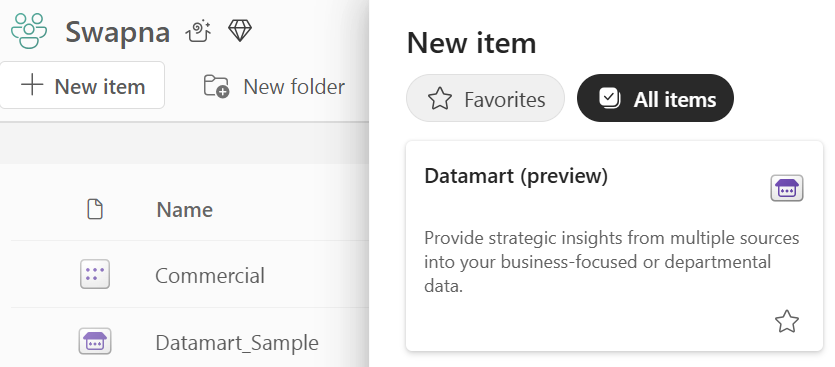 Swapna
New item
New folder
Name
Commercial
Datamart_Sample
New item
Favorites
All items
Datamart (preview)
Provide strategic insights from multiple sources
into your business-focused or departmental
data.